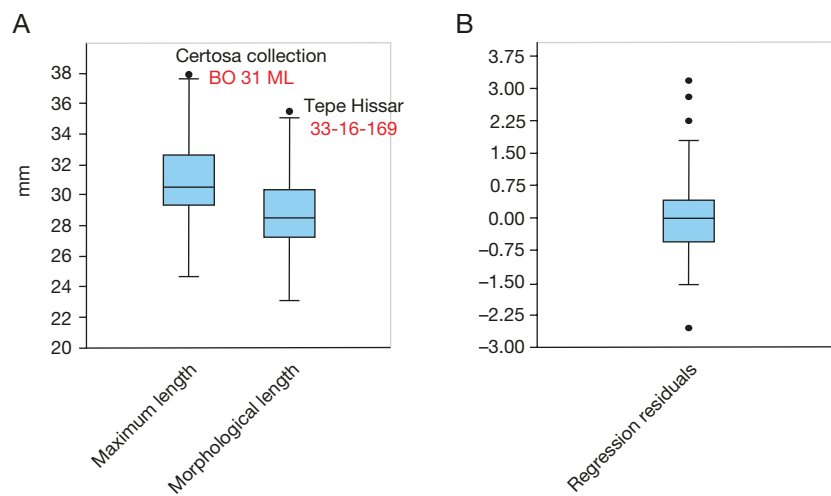 A
Certosa collection
BO 31 ML
Tepe Hissar
33-16-169
mm
38
36
34
32
30
28
26
24
22
20
Maximum length
Morphological length
B
3.75
3.00
2.25
1.50
0.75
0.00
–0.75
–1.50
–2.25
–3.00
Regression residuals